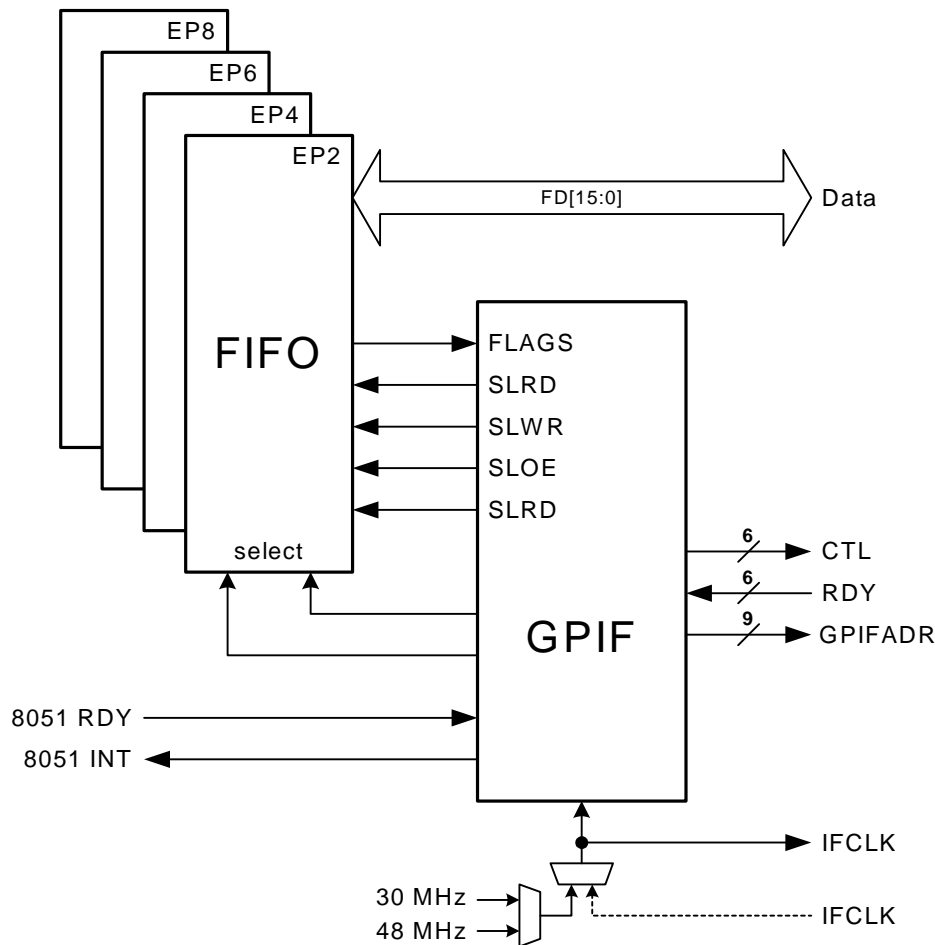 EP8
EP6
EP4
EP2
FD[15:0]
Data
FIFO
FLAGS
SLRD
SLWR
SLOE
SLRD
select
GPIF
6
CTL
6
RDY
9
GPIFADR
8051 RDY
8051 INT
IFCLK
30 MHz
48 MHz
IFCLK